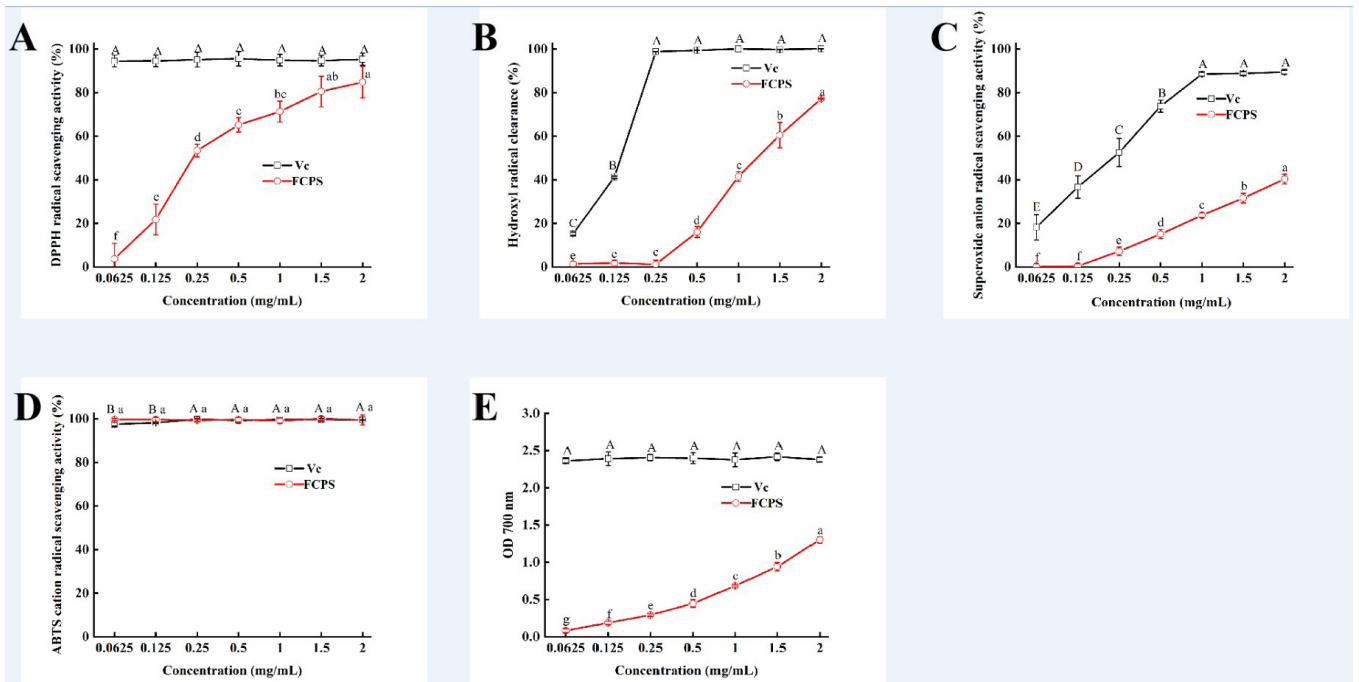 A
DPPH radical scavenging activity (%)
100
80
60
40
20
0
A A A A A A A
f e d c bc ab a
Vc
FCPS
0.0625 0.125 0.25 0.5 1 1.5 2
Concentration (mg/mL)
B
Hydroxyl radical clearance (%)
100
80
60
40
20
0
C B A A A A A
e e e d c b a
Vc
FCPS
0.0625 0.125 0.25 0.5 1 1.5 2
Concentration (mg/mL)
C
Superoxide anion radical scavenging activity (%)
100
80
60
40
20
0
E D C B A A A
f f e d c b a
Vc
FCPS
0.0625 0.125 0.25 0.5 1 1.5 2
Concentration (mg/mL)
D
ABTS cation radical scavenging activity (%)
100
80
60
40
20
0
B a B a A a A a A a A a A a
Vc
FCPS
0.0625 0.125 0.25 0.5 1 1.5 2
Concentration (mg/mL)
E
OD 700 nm
3.0
2.5
2.0
1.5
1.0
0.5
0.0
A A A A A A A
g f e d c b a
Vc
FCPS
0.0625 0.125 0.25 0.5 1 1.5 2
Concentration (mg/mL)